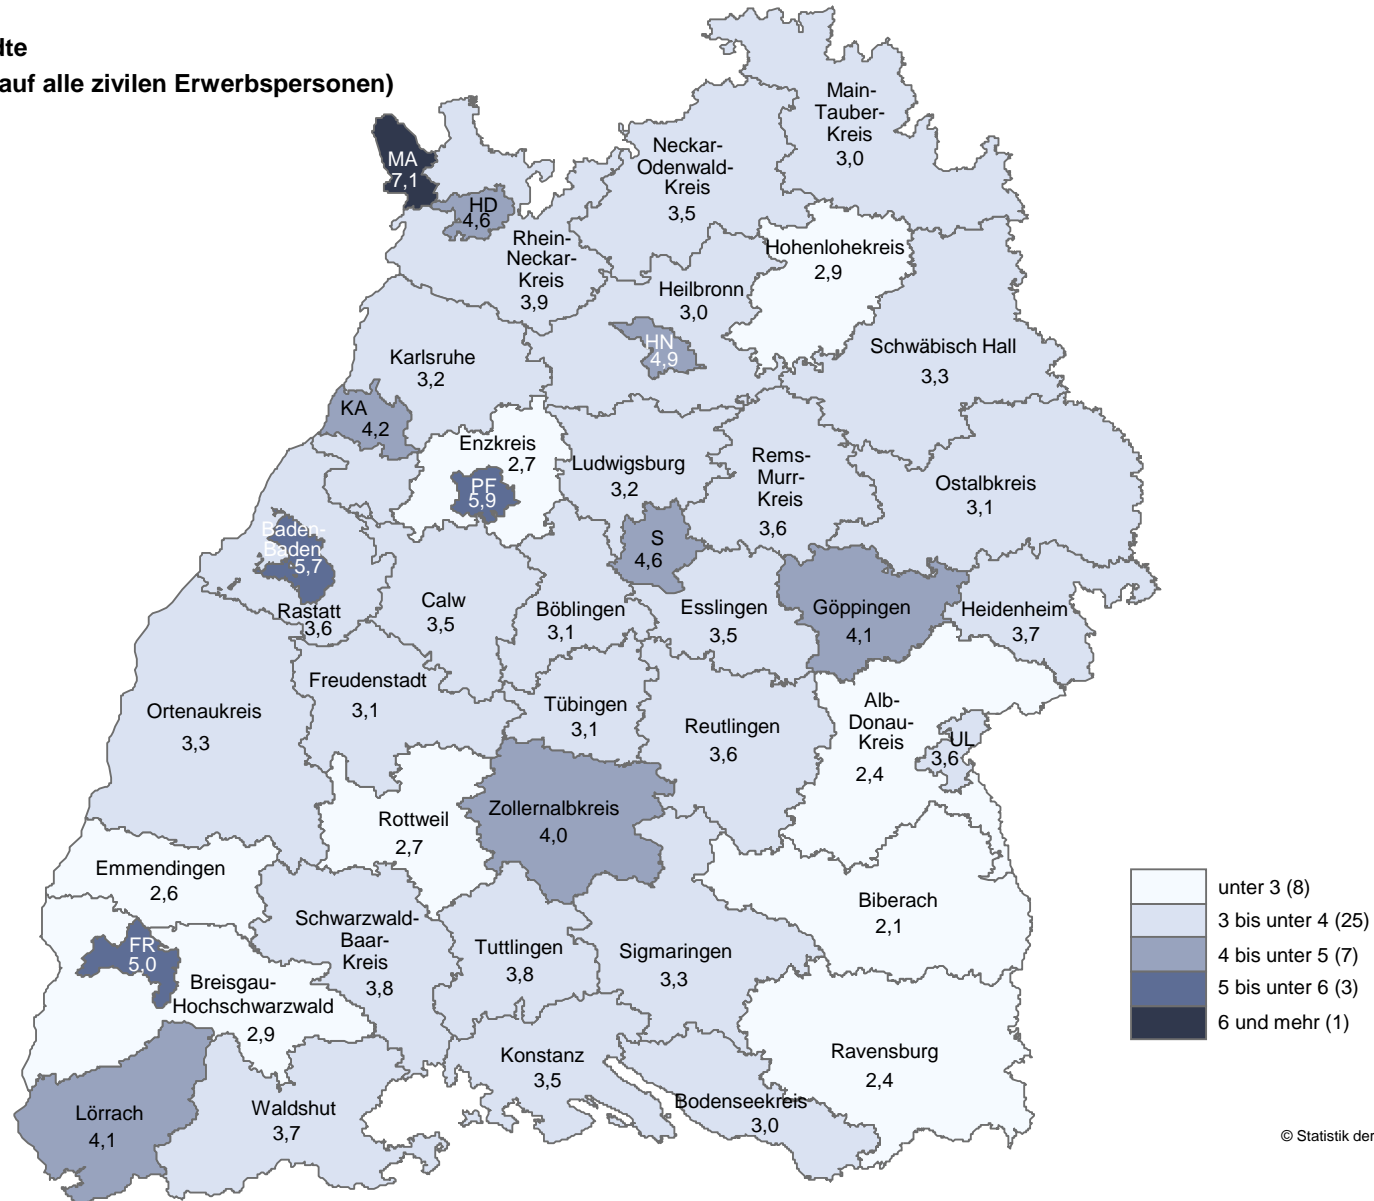 dte
auf alle zivilen Erwerbspersonen)
Main-
Tauber-
Kreis
3,0
MA
7,1
Neckar-
Odenwald-
Kreis
3,5
HD
4,6
Rhein-
Neckar-
Kreis
3,9
Hohenlohekreis
2,9
Heilbronn
3,0
HN
4,9
Schwäbisch Hall
3,3
Karlsruhe
3,2
KA
4,2
Enzkreis
2,7
PF
5,9
Ludwigsburg
3,2
Rems-
Murr-
Kreis
3,6
Ostalbkreis
3,1
Baden-
Baden
5,7
S
4,6
Rastatt
3,6
Calw
3,5
Böblingen
3,1
Esslingen
3,5
Göppingen
4,1
Heidenheim
3,7
Freudenstadt
3,1
Ortenaukreis
3,3
Tübingen
3,1
Reutlingen
3,6
Alb-
Donau-
Kreis
2,4
UL
3,6
Rottweil
2,7
Zollernalbkreis
4,0
Emmendingen
2,6
Biberach
2,1
Schwarzwald-
Baar-
Kreis
3,8
Tuttlingen
3,8
Sigmaringen
3,3
FR
5,0
Breisgau-
Hochschwarzwald
2,9
Konstanz
3,5
Ravensburg
2,4
Bodenseekreis
3,0
Lörrach
4,1
Waldshut
3,7
unter 3 (8)
3 bis unter 4 (25)
4 bis unter 5 (7)
5 bis unter 6 (3)
6 und mehr (1)
© Statistik der